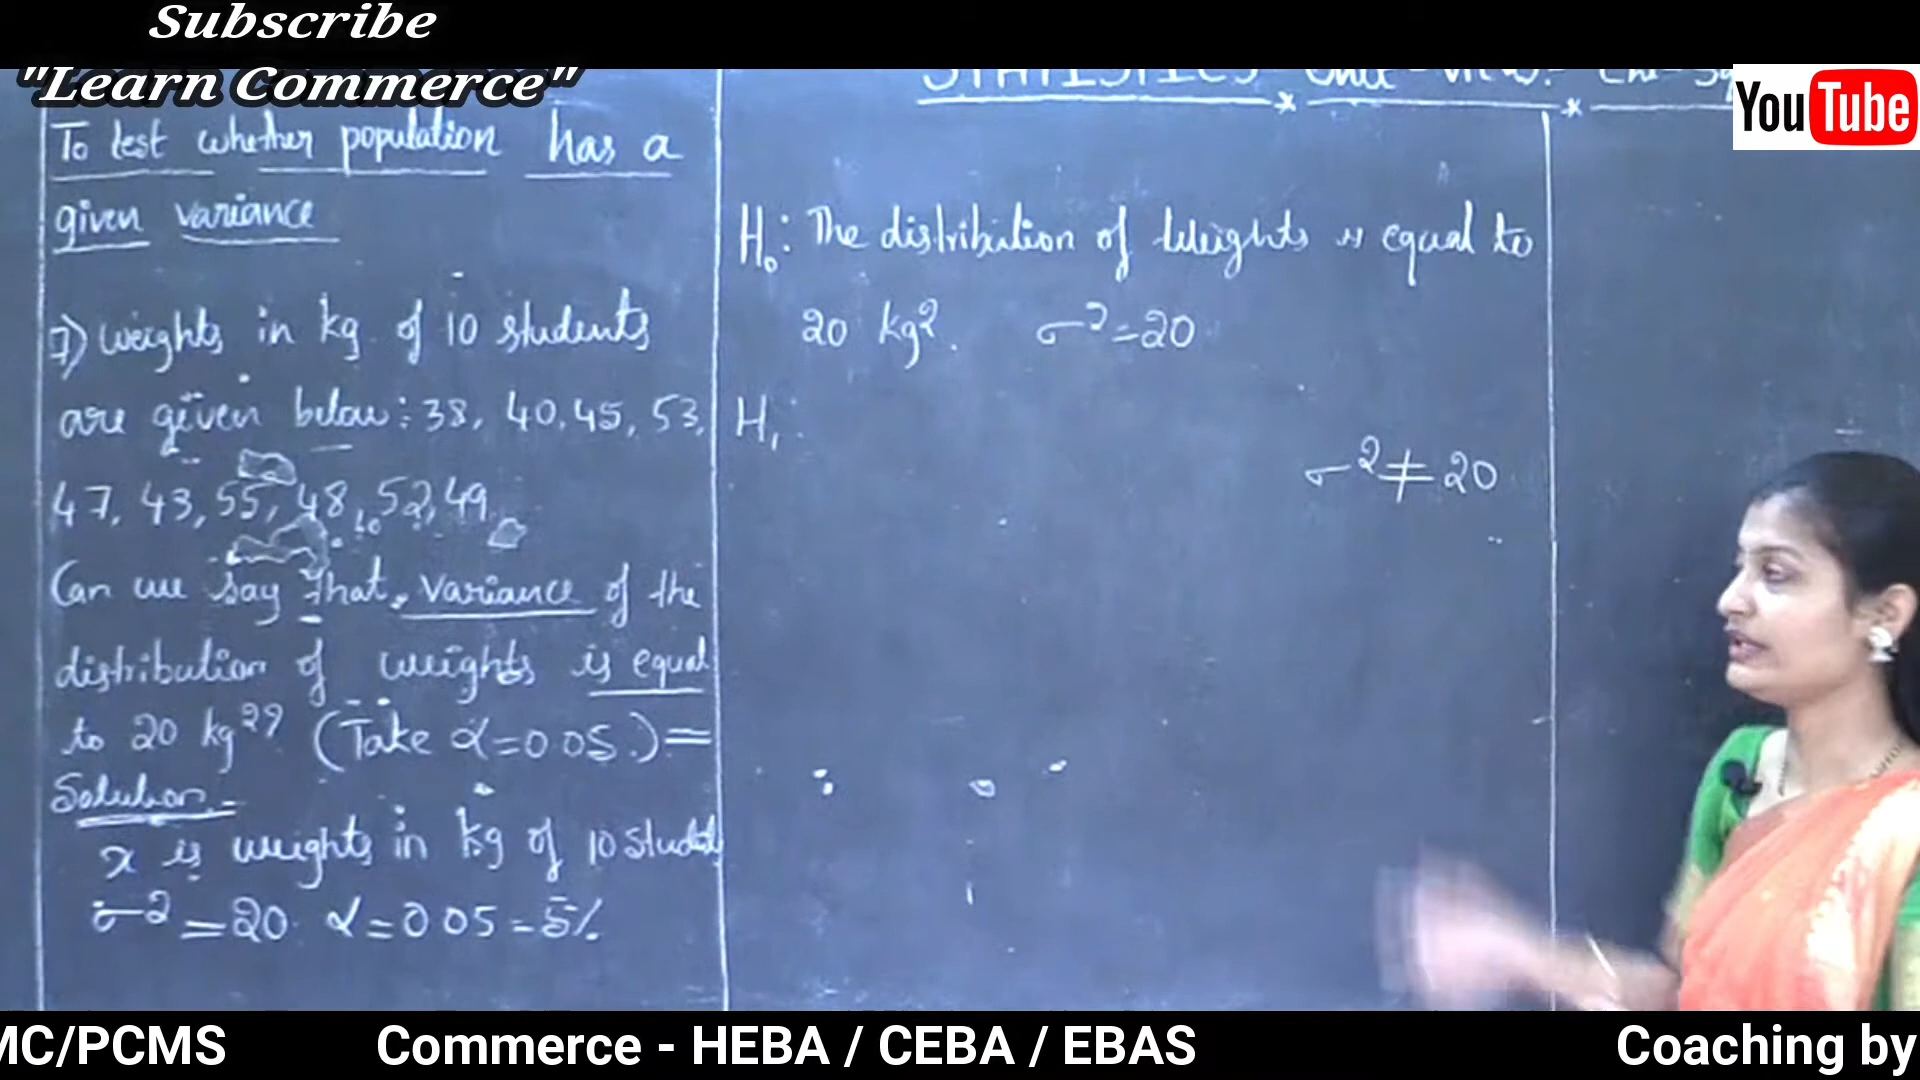 Subscribe
"Learn Commerce"
YouTube
STATISTICS
To test whether population has a
given variance
7) Weights in kg of 10 students
are given below: 38, 40, 45, 53,
47, 43, 55, 48, 52, 49.
Can we say that variance of the
distribution of weights is equal
to 20 kg²? (Take α=0.05.)
Solution
x is weights in kg of 10
σ² = 20. α = 0.05 = 5%
H₀: The distribution of weights is equal to
20 kg². σ²=20
H₁:
σ² ≠ 20
MC/PCMS Commerce - HEBA / CEBA / EBAS Coaching by